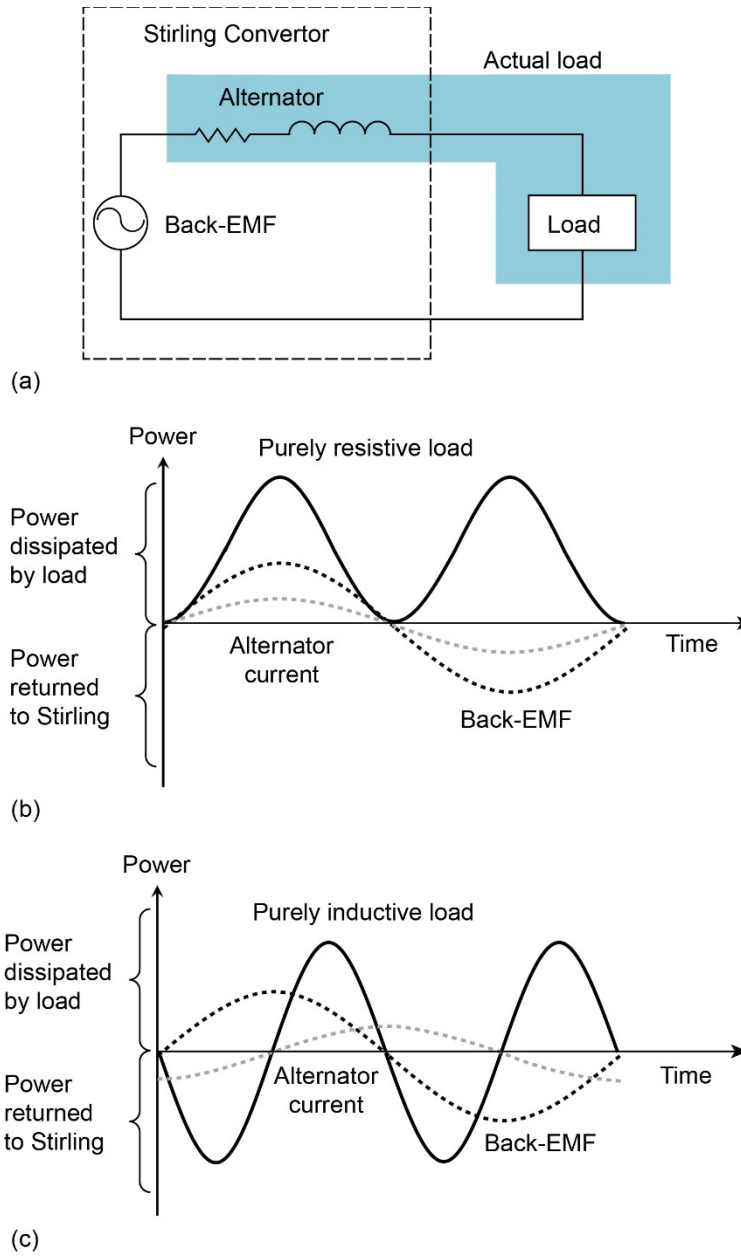 Stirling Convertor
Actual load
Alternator
Back-EMF
Load
(a)
Power
Purely resistive load
Power
dissipated
by load
Power
returned
to Stirling
Alternator
current
Time
Back-EMF
(b)
Power
Purely inductive load
Power
dissipated
by load
Power
returned
to Stirling
Alternator
current
Time
Back-EMF
(c)